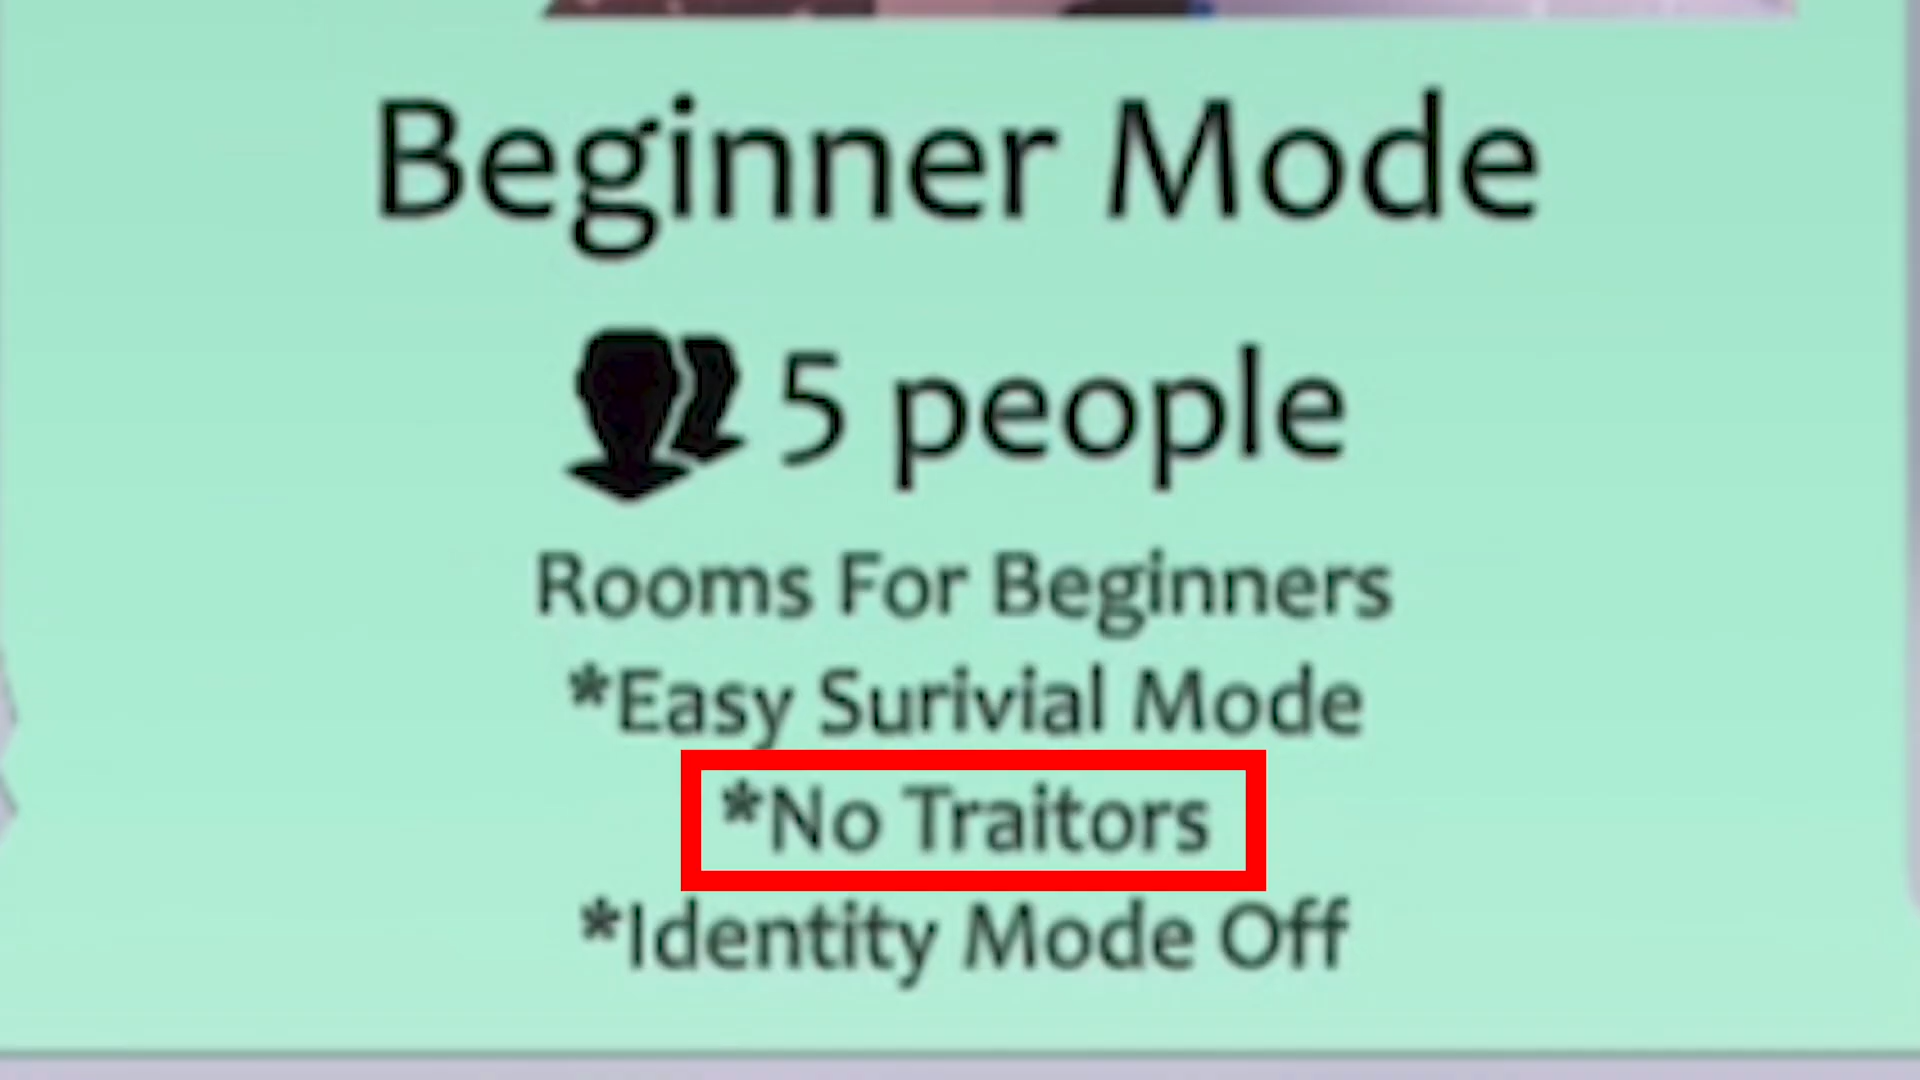 Beginner Mode
5 people
Rooms For Beginners
*Easy Surivial Mode
*No Traitors
*Identity Mode Off